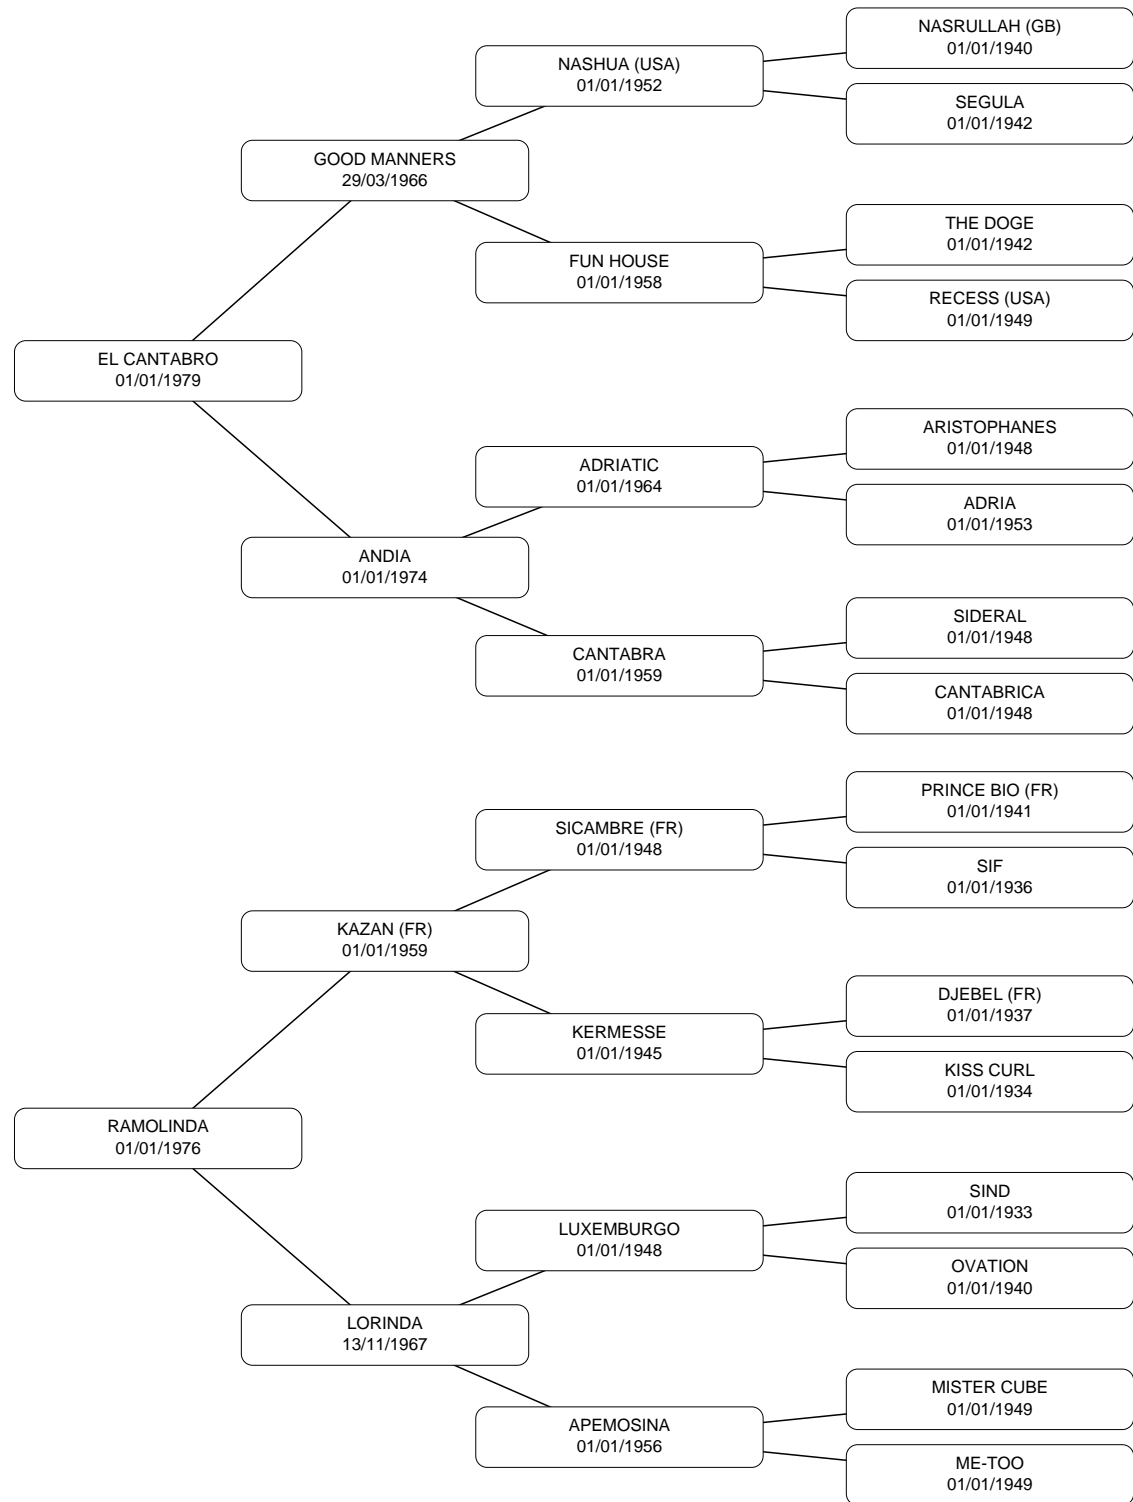 NASRULLAH (GB)
01/01/1940
NASHUA (USA)
01/01/1952
SEGULA
01/01/1942
GOOD MANNERS
29/03/1966
THE DOGE
01/01/1942
FUN HOUSE
01/01/1958
RECESS (USA)
01/01/1949
EL CANTABRO
01/01/1979
ARISTOPHANES
01/01/1948
ADRIATIC
01/01/1964
ADRIA
01/01/1953
ANDIA
01/01/1974
SIDERAL
01/01/1948
CANTABRA
01/01/1959
CANTABRICA
01/01/1948
PRINCE BIO (FR)
01/01/1941
SICAMBRE (FR)
01/01/1948
SIF
01/01/1936
KAZAN (FR)
01/01/1959
DJEBEL (FR)
01/01/1937
KERMESSE
01/01/1945
KISS CURL
01/01/1934
RAMOLINDA
01/01/1976
SIND
01/01/1933
LUXEMBURGO
01/01/1948
OVATION
01/01/1940
LORINDA
13/11/1967
MISTER CUBE
01/01/1949
APEMOSINA
01/01/1956
ME-TOO
01/01/1949